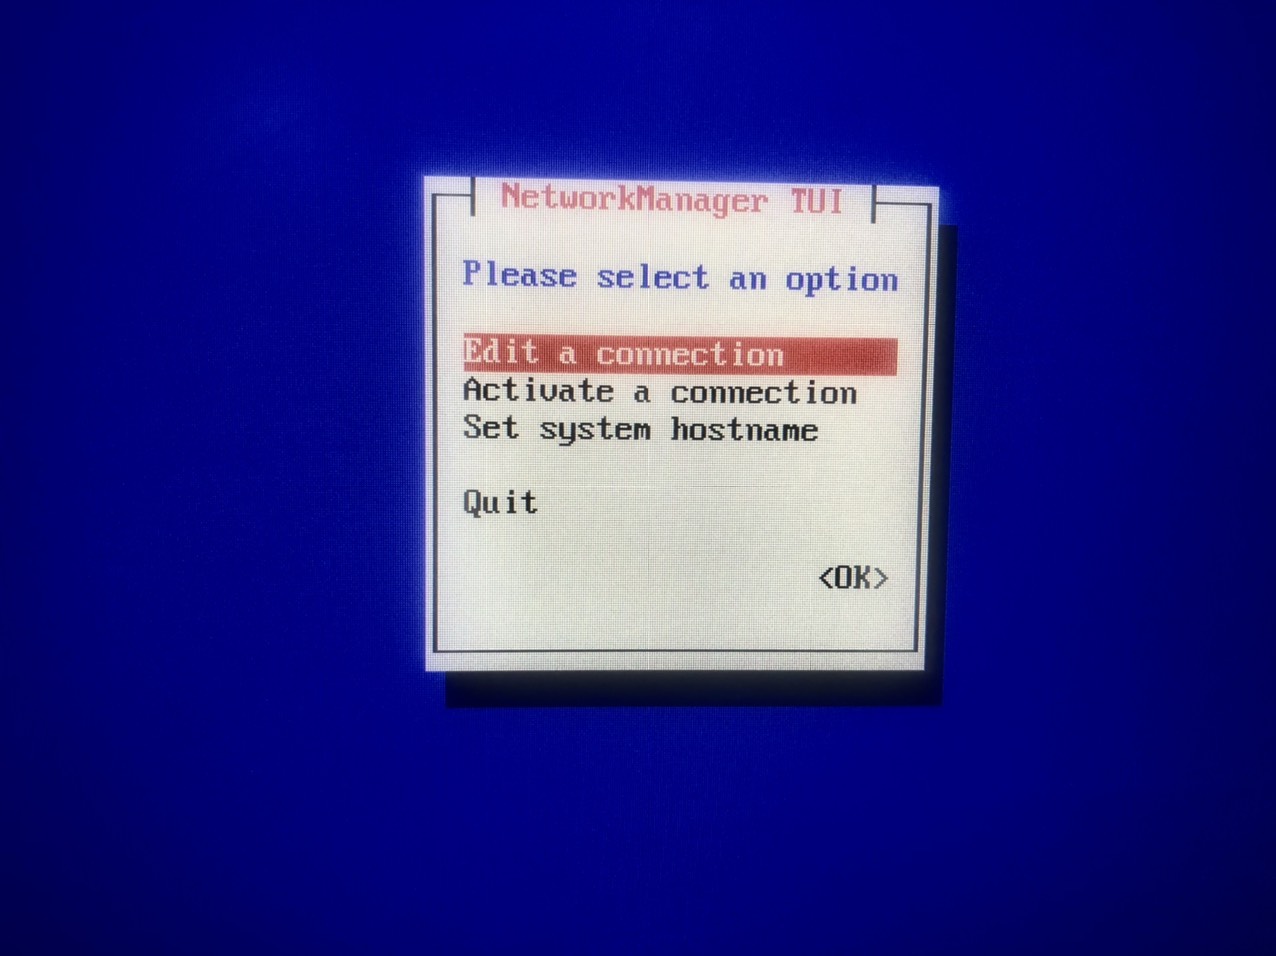 NetworkManager TUI
Please select an option
Edit a connection
Activate a connection
Set system hostname
Quit
<OK>